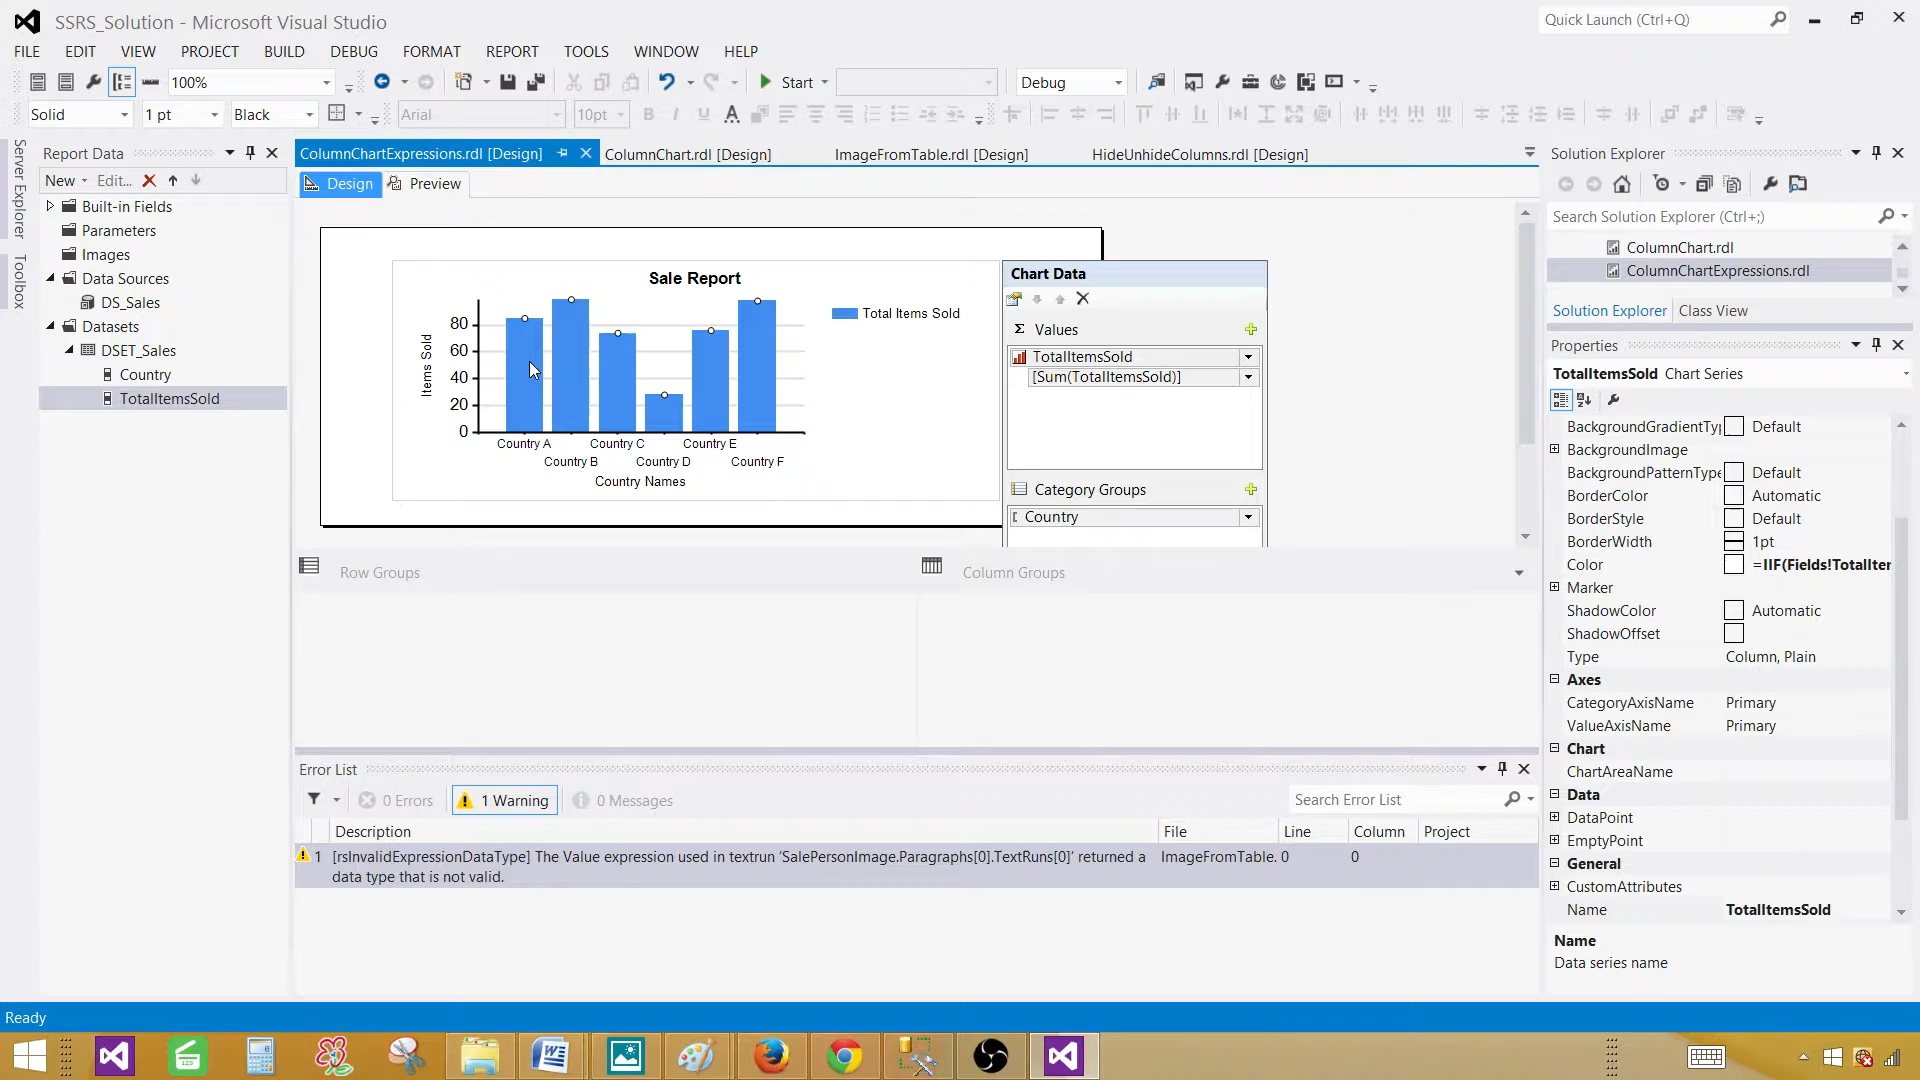 SSRS_Solution - Microsoft Visual Studio
Quick Launch (Ctrl+Q)
FILE EDIT VIEW PROJECT BUILD DEBUG FORMAT REPORT TOOLS WINDOW HELP
100% Start Debug
Solid 1 pt Black Arial 10pt B I U A
Server Explorer
Toolbox
Report Data
New Edit...
Built-in Fields
Parameters
Images
Data Sources
DS_Sales
Datasets
DSET_Sales
Country
TotalItemsSold
ColumnChartExpressions.rdl [Design] ColumnChart.rdl [Design] ImageFromTable.rdl [Design] HideUnhideColumns.rdl [Design]
Design Preview
Sale Report
Total Items Sold
Items Sold
80
60
40
20
0
Country A Country C Country E
Country B Country D Country F
Country Names
Chart Data
Σ Values
TotalItemsSold
[Sum(TotalItemsSold)]
Category Groups
Country
Row Groups
Column Groups
Error List
0 Errors 1 Warning 0 Messages
Search Error List
Description File Line Column Project
1 [rsInvalidExpressionDataType] The Value expression used in textrun ‘SalePersonImage.Paragraphs[0].TextRuns[0]’ returned a ImageFromTable. 0 0
data type that is not valid.
Solution Explorer
Search Solution Explorer (Ctrl+;)
ColumnChart.rdl
ColumnChartExpressions.rdl
Solution Explorer Class View
Properties
TotalItemsSold Chart Series
BackgroundGradientTyp Default
BackgroundImage
BackgroundPatternType Default
BorderColor Automatic
BorderStyle Default
BorderWidth 1pt
Color =IIF(Fields!TotalIter
Marker
ShadowColor Automatic
ShadowOffset
Type Column, Plain
Axes
CategoryAxisName Primary
ValueAxisName Primary
Chart
ChartAreaName
Data
DataPoint
EmptyPoint
General
CustomAttributes
Name TotalItemsSold
Name
Data series name
Ready